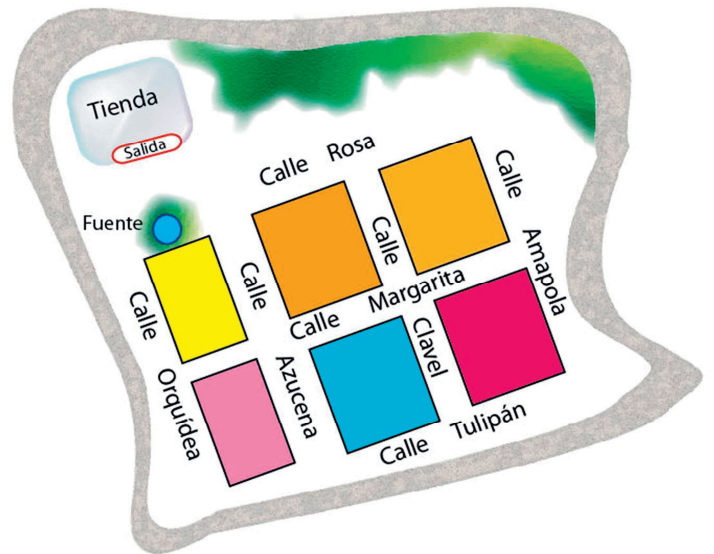 Tienda
Salida
Calle Rosa
Calle
Fuente
Calle
Calle
Calle
Amapola
Calle Margarita
Calle
Clavel
Orquídea
Azucena
Calle Tulipán